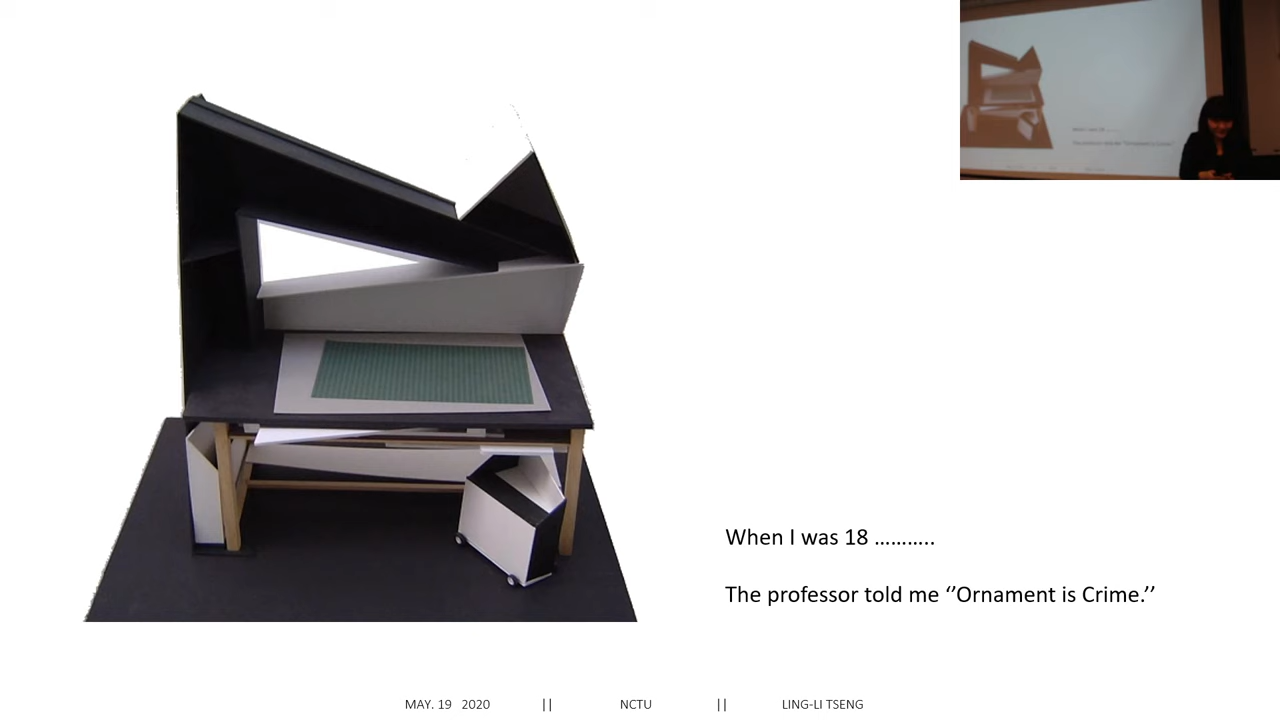 When I was 18 ………..
The professor told me ‘’Ornament is Crime.’’
MAY. 19 2020 || NCTU || LING-LI TSENG